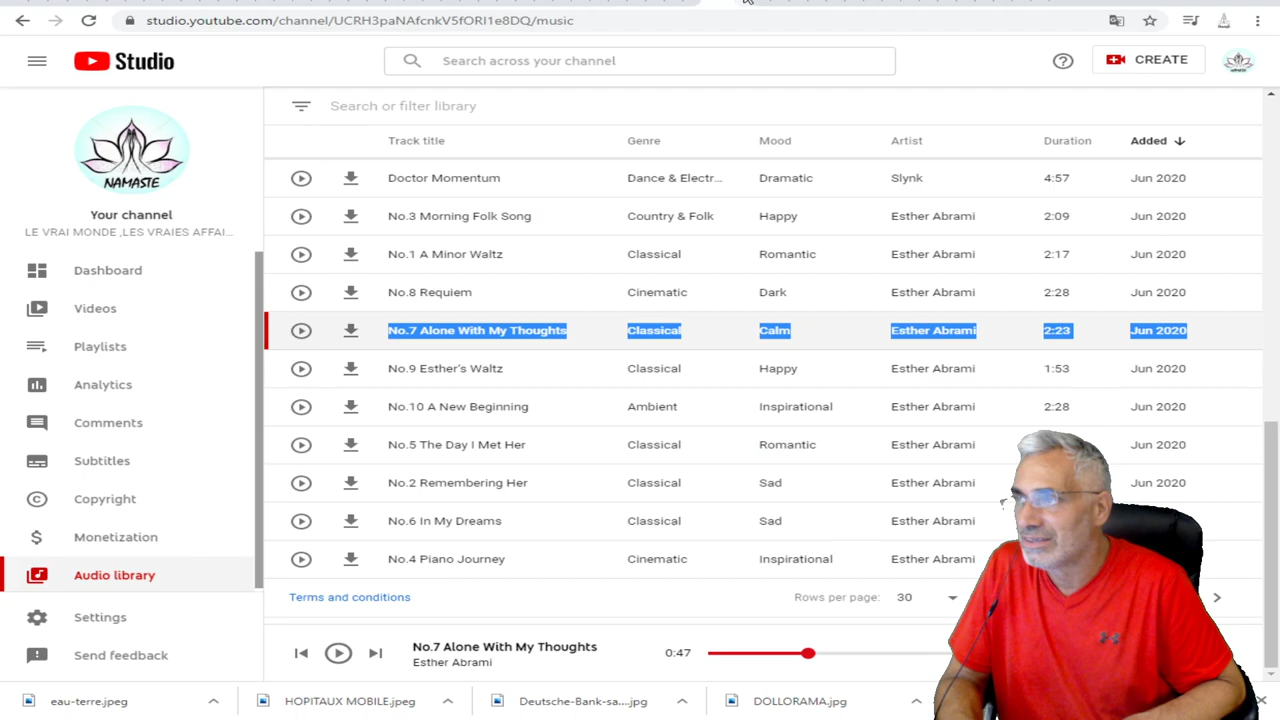 studio.youtube.com/channel/UCRH3paNAfcnkV5fORI1e8DQ/music
Studio
Search across your channel
CREATE
NAMASTE
Your channel
LE VRAI MONDE ,LES VRAIES AFFAI...
Dashboard
Videos
Playlists
Analytics
Comments
Subtitles
Copyright
Monetization
Audio library
Settings
Send feedback
Search or filter library
Track title Genre Mood Artist Duration Added
Doctor Momentum Dance & Electr... Dramatic Slynk 4:57 Jun 2020
No.3 Morning Folk Song Country & Folk Happy Esther Abrami 2:09 Jun 2020
No.1 A Minor Waltz Classical Romantic Esther Abrami 2:17 Jun 2020
No.8 Requiem Cinematic Dark Esther Abrami 2:28 Jun 2020
No.7 Alone With My Thoughts Classical Calm Esther Abrami 2:23 Jun 2020
No.9 Esther's Waltz Classical Happy Esther Abrami 1:53 Jun 2020
No.10 A New Beginning Ambient Inspirational Esther Abrami 2:28 Jun 2020
No.5 The Day I Met Her Classical Romantic Esther Abrami Jun 2020
No.2 Remembering Her Classical Sad Esther Abrami Jun 2020
No.6 In My Dreams Classical Sad Esther Abrami
No.4 Piano Journey Cinematic Inspirational Esther Abrami
Terms and conditions Rows per page: 30
No.7 Alone With My Thoughts
Esther Abrami
0:47
eau-terre.jpeg HOPITAUX MOBILE.jpeg Deutsche-Bank-sa....jpg DOLLORAMA.jpg